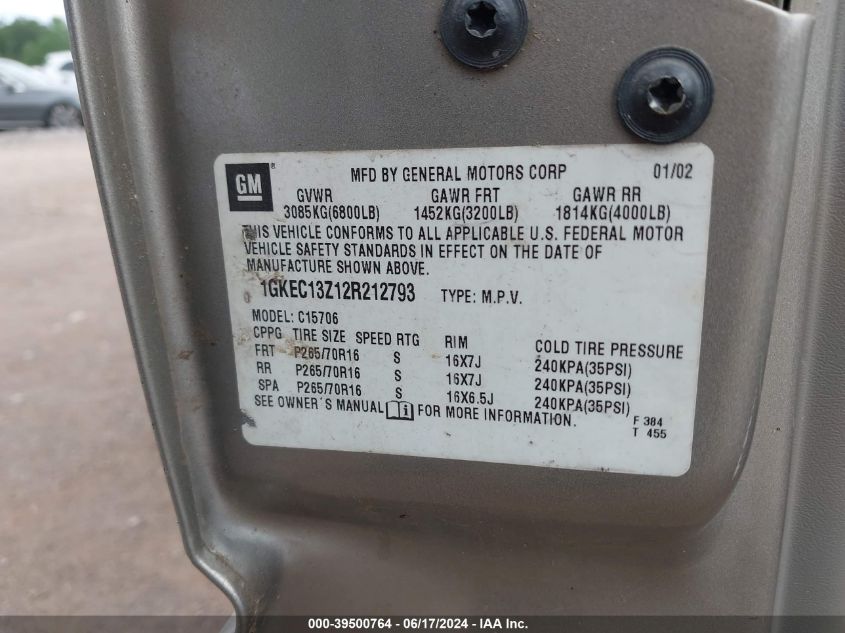 GM
®
MFD BY GENERAL MOTORS CORP 01/02
GVWR GAWR FRT GAWR RR
3085KG(6800LB) 1452KG(3200LB) 1814KG(4000LB)
THIS VEHICLE CONFORMS TO ALL APPLICABLE U.S. FEDERAL MOTOR
VEHICLE SAFETY STANDARDS IN EFFECT ON THE DATE OF
MANUFACTURE SHOWN ABOVE.
1GKEC13Z12R212793 TYPE: M.P.V.
MODEL: C15706
CPPG TIRE SIZE SPEED RTG RIM COLD TIRE PRESSURE
FRT P265/70R16 S 16X7J 240KPA(35PSI)
RR P265/70R16 S 16X7J 240KPA(35PSI)
SPA P265/70R16 S 16X6.5J 240KPA(35PSI)
SEE OWNER'S MANUAL i FOR MORE INFORMATION.
F 384
T 455
000-39500764 - 06/17/2024 - IAA Inc.